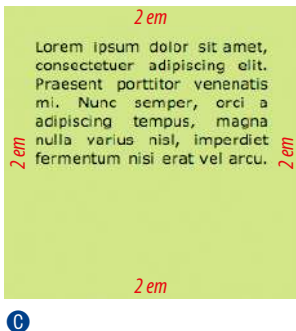 2 em
Lorem ipsum dolor sit amet,
consectetuer adipiscing elit.
Praesent porttitor venenatis
mi. Nunc semper, orci a
adipiscing tempus, magna
nulla varius nisl, imperdiet
fermentum nisi erat vel arcu.
2 em
2 em
2 em
C